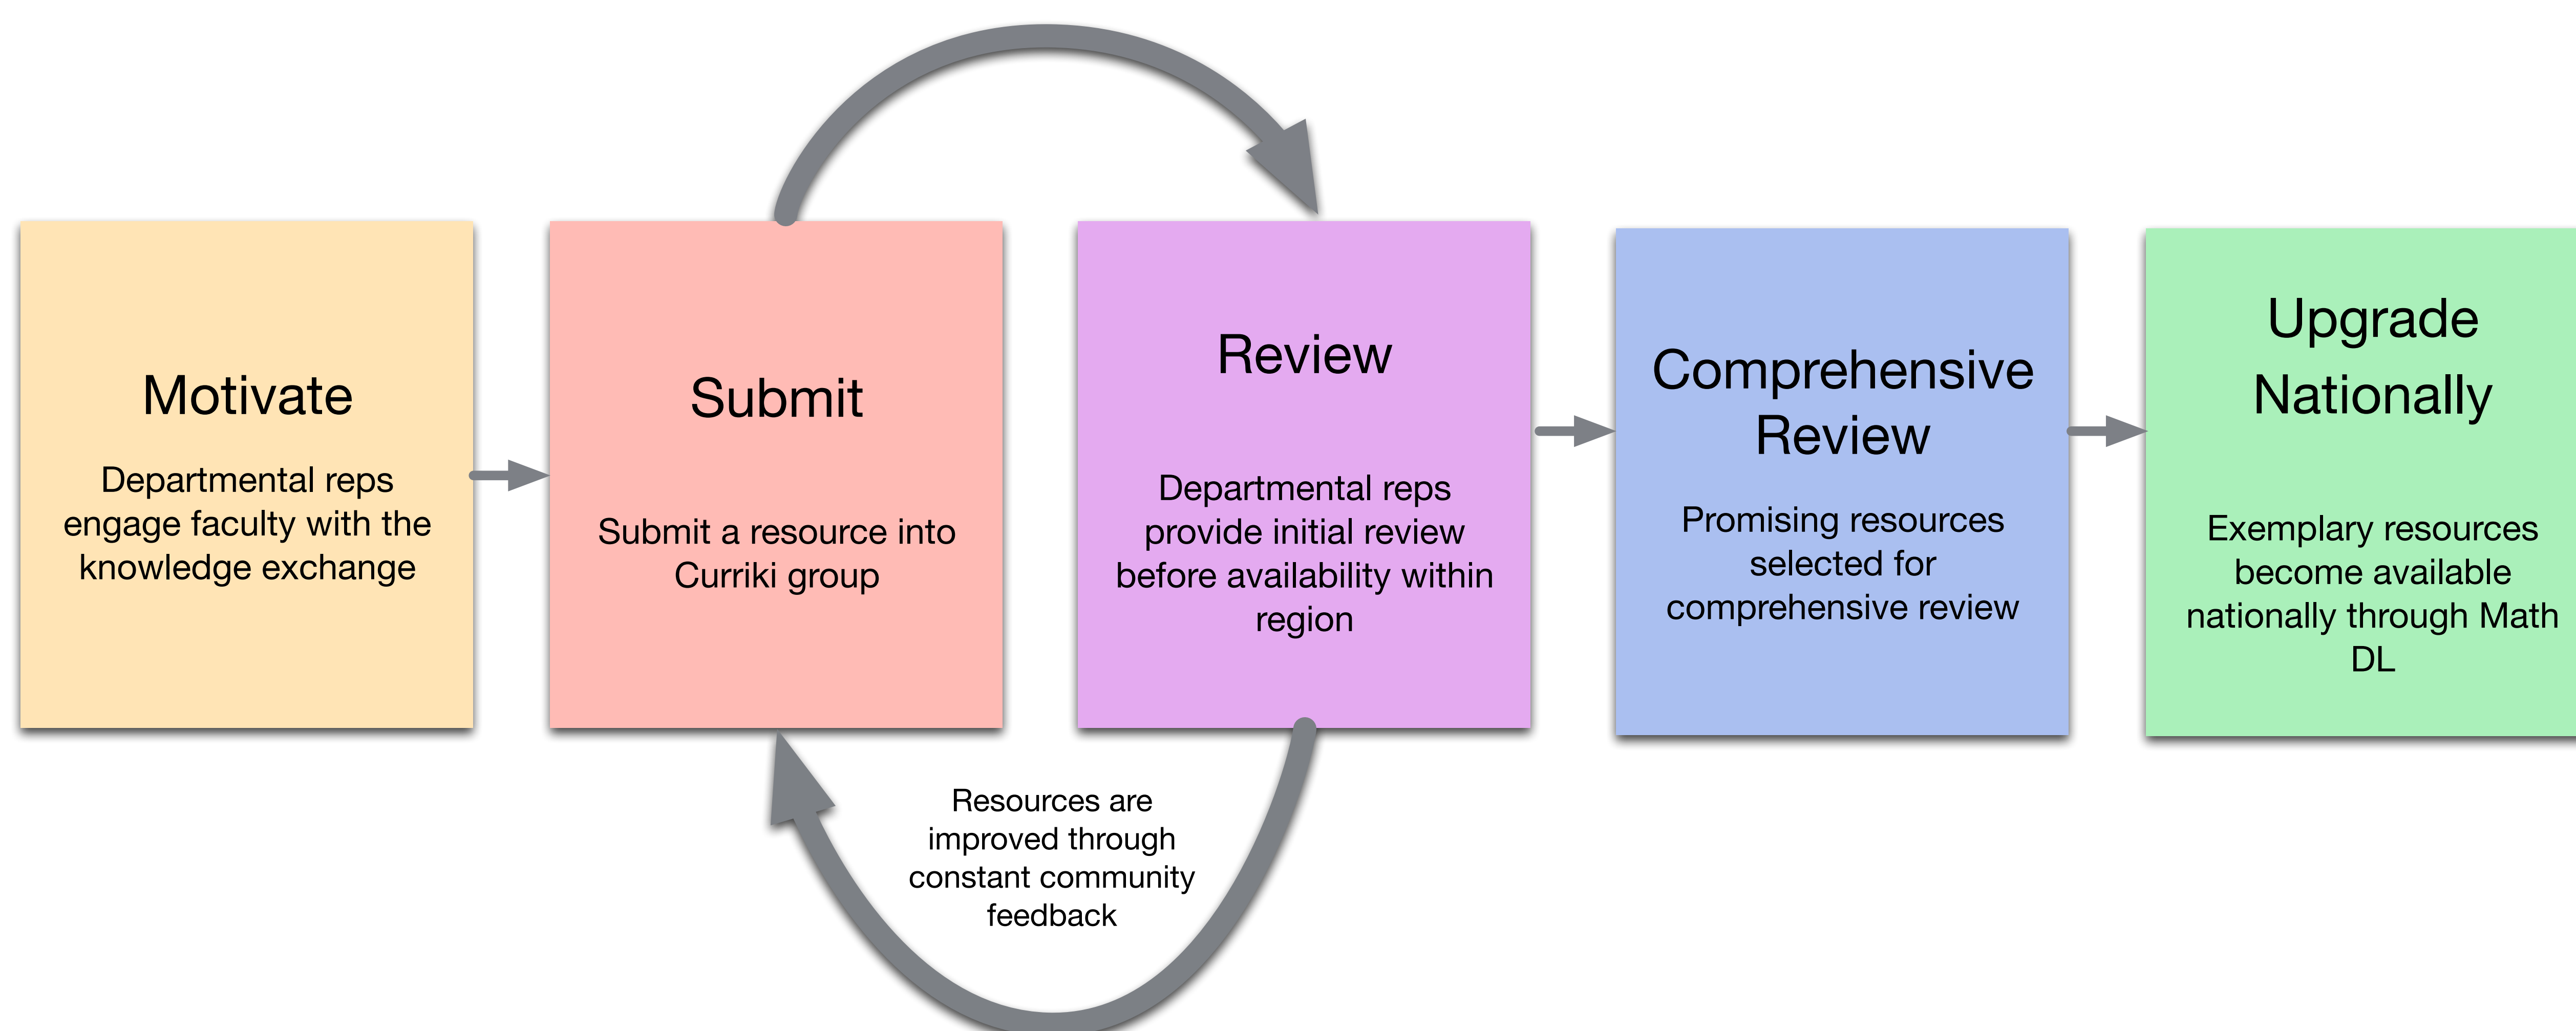 Motivate
Departmental reps
engage faculty with the
knowledge exchange
Submit
Submit a resource into
Curriki group
Review
Departmental reps
provide initial review
before availability within
region
Comprehensive
Review
Promising resources
selected for
comprehensive review
Upgrade
Nationally
Exemplary resources
become available
nationally through Math
DL
Resources are
improved through
constant community
feedback